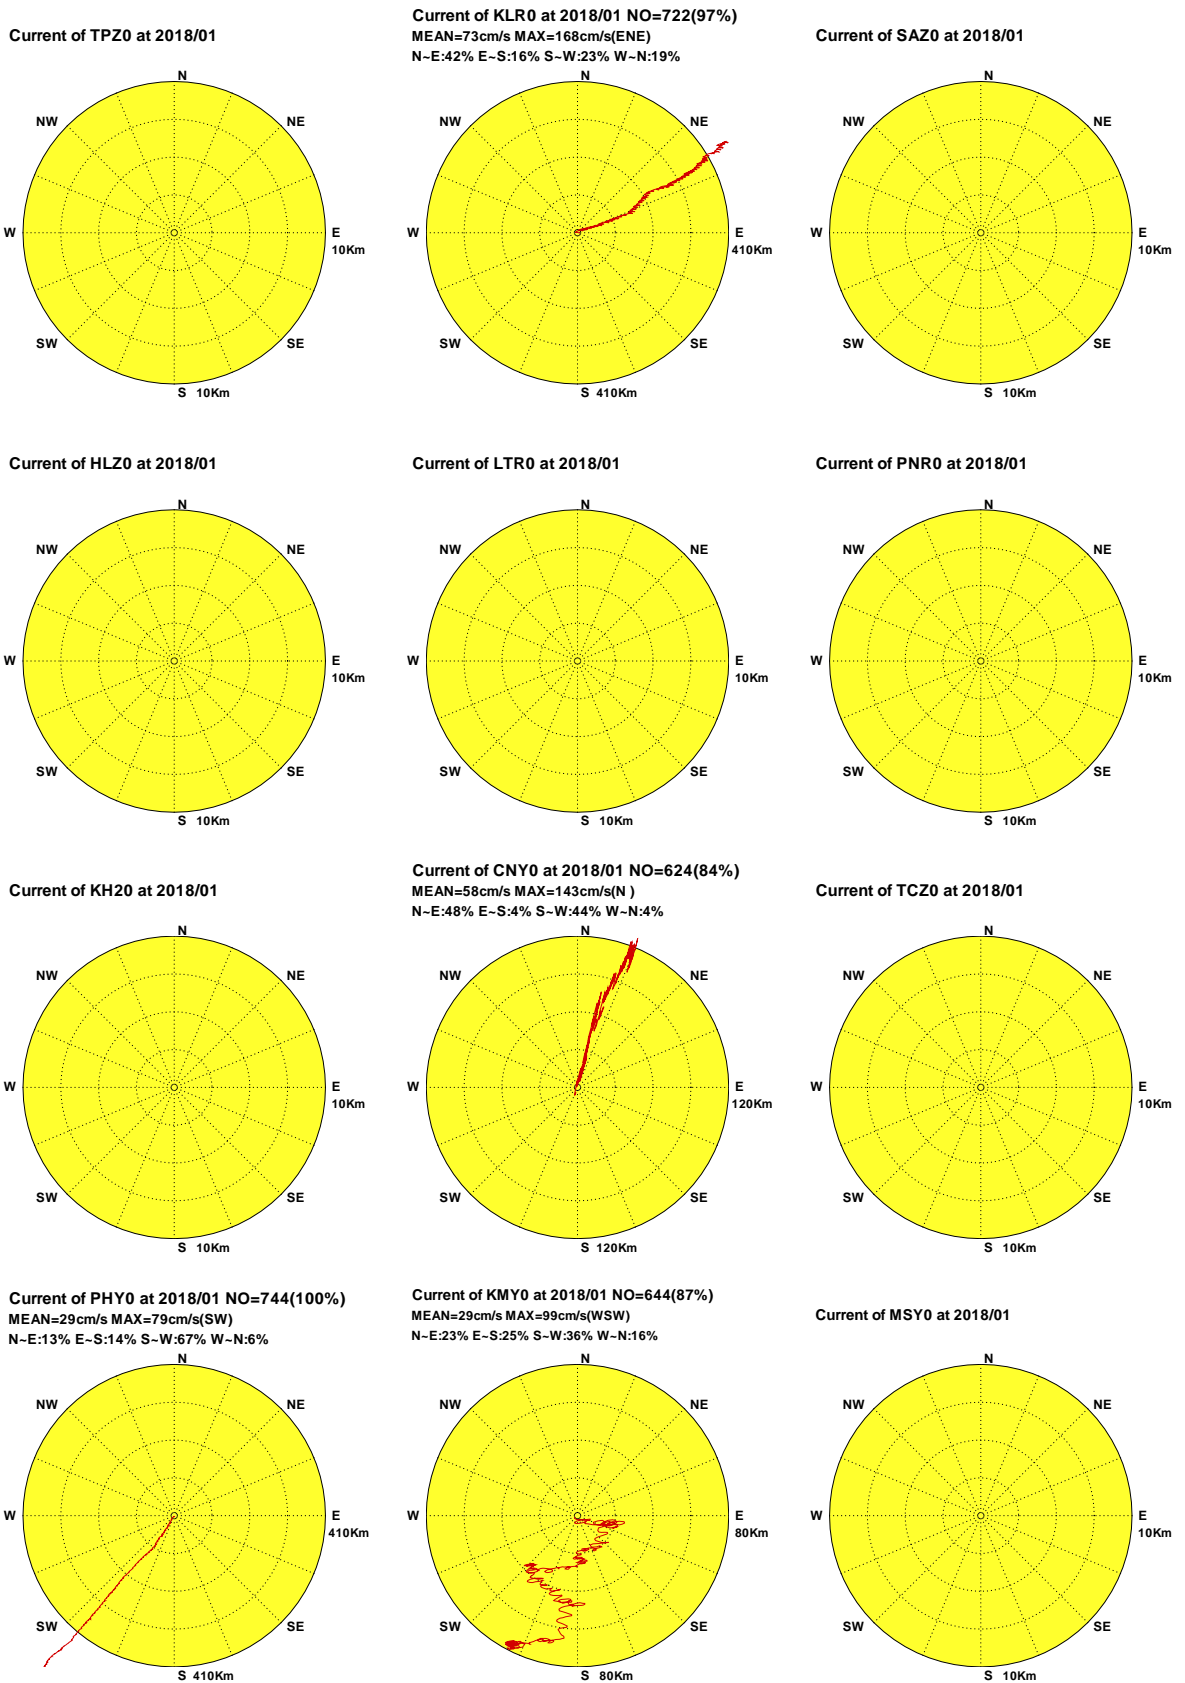 Current of TPZ0 at 2018/01
N
NW
NE
W
E
10Km
SW
SE
S 10Km
Current of KLR0 at 2018/01 NO=722(97%)
MEAN=73cm/s MAX=168cm/s(ENE)
N~E:42% E~S:16% S~W:23% W~N:19%
N
NW
NE
W
E
410Km
SW
SE
S 410Km
Current of SAZ0 at 2018/01
N
NW
NE
W
E
10Km
SW
SE
S 10Km
Current of HLZ0 at 2018/01
N
NW
NE
W
E
10Km
SW
SE
S 10Km
Current of LTR0 at 2018/01
N
NW
NE
W
E
10Km
SW
SE
S 10Km
Current of PNR0 at 2018/01
N
NW
NE
W
E
10Km
SW
SE
S 10Km
Current of KH20 at 2018/01
N
NW
NE
W
E
10Km
SW
SE
S 10Km
Current of CNY0 at 2018/01 NO=624(84%)
MEAN=58cm/s MAX=143cm/s(N )
N~E:48% E~S:4% S~W:44% W~N:4%
N
NW
NE
W
E
120Km
SW
SE
S 120Km
Current of TCZ0 at 2018/01
N
NW
NE
W
E
10Km
SW
SE
S 10Km
Current of PHY0 at 2018/01 NO=744(100%)
MEAN=29cm/s MAX=79cm/s(SW)
N~E:13% E~S:14% S~W:67% W~N:6%
N
NW
NE
W
E
410Km
SW
SE
S 410Km
Current of KMY0 at 2018/01 NO=644(87%)
MEAN=29cm/s MAX=99cm/s(WSW)
N~E:23% E~S:25% S~W:36% W~N:16%
N
NW
NE
W
E
80Km
SW
SE
S 80Km
Current of MSY0 at 2018/01
N
NW
NE
W
E
10Km
SW
SE
S 10Km